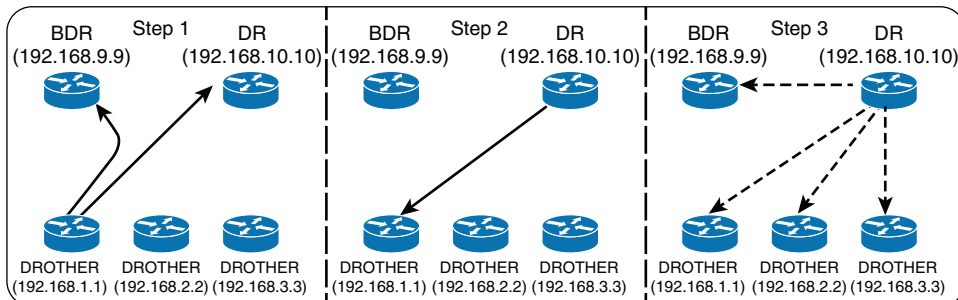 Step 1
BDR
(192.168.9.9)
DR
(192.168.10.10)
DROTHER
(192.168.1.1)
DROTHER
(192.168.2.2)
DROTHER
(192.168.3.3)
Step 2
BDR
(192.168.9.9)
DR
(192.168.10.10)
DROTHER
(192.168.1.1)
DROTHER
(192.168.2.2)
DROTHER
(192.168.3.3)
Step 3
BDR
(192.168.9.9)
DR
(192.168.10.10)
DROTHER
(192.168.1.1)
DROTHER
(192.168.2.2)
DROTHER
(192.168.3.3)